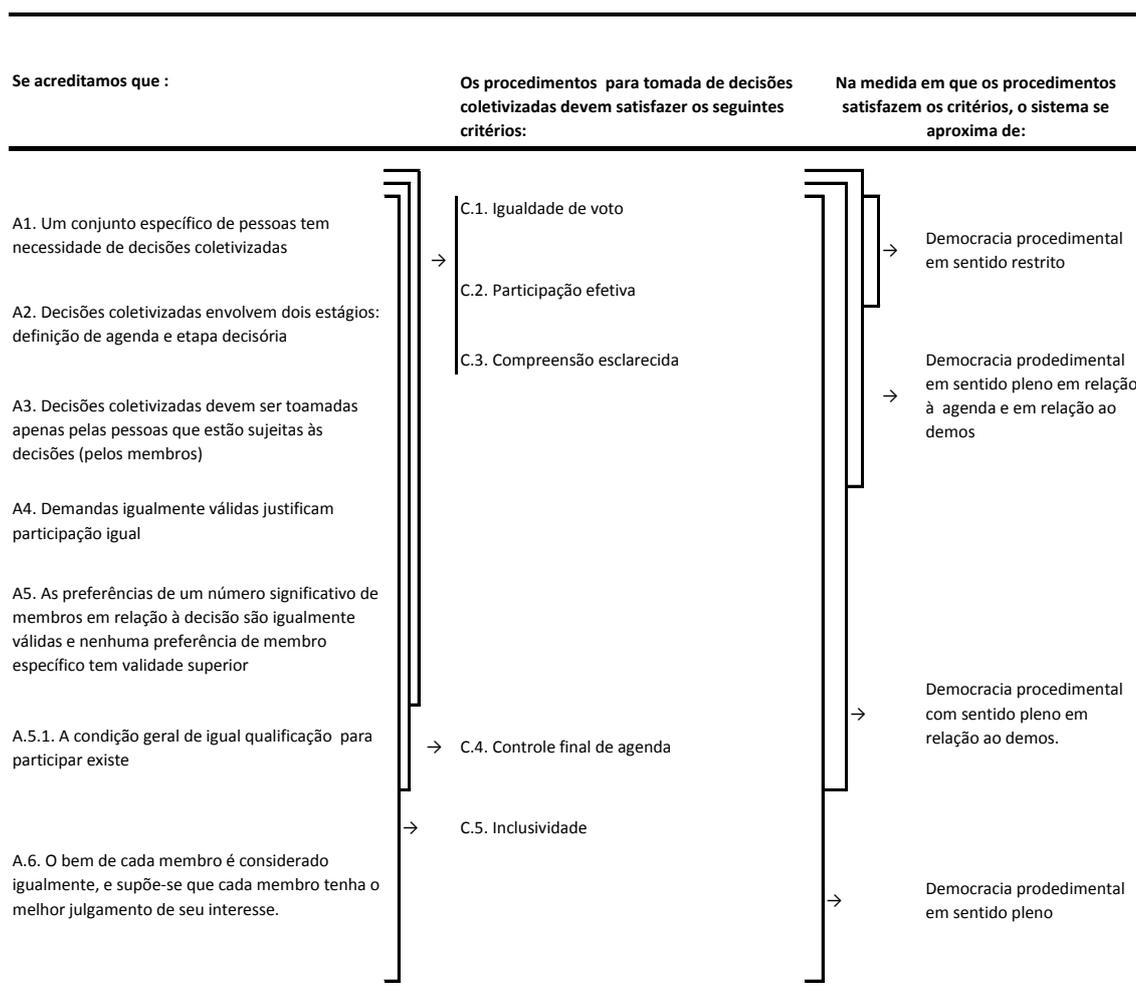 Se acreditamos que :
Os procedimentos para tomada de decisões
coletivizadas devem satisfazer os seguintes
critérios:
Na medida em que os procedimentos
satisfazem os critérios, o sistema se
aproxima de:
A1. Um conjunto específico de pessoas tem
necessidade de decisões coletivizadas
A2. Decisões coletivizadas envolvem dois estágios:
definição de agenda e etapa decisória
A3. Decisões coletivizadas devem ser toamadas
apenas pelas pessoas que estão sujeitas às
decisões (pelos membros)
A4. Demandas igualmente válidas justificam
participação igual
A5. As preferências de um número significativo de
membros em relação à decisão são igualmente
válidas e nenhuma preferência de membro
específico tem validade superior
A.5.1. A condição geral de igual qualificação para
participar existe
A.6. O bem de cada membro é considerado
igualmente, e supõe-se que cada membro tenha o
melhor julgamento de seu interesse.
→
C.1. Igualdade de voto
C.2. Participação efetiva
C.3. Compreensão esclarecida
→ C.4. Controle final de agenda
→ C.5. Inclusividade
→ Democracia procedimental
em sentido restrito
→ Democracia prodedimental
em sentido pleno em relação
à agenda e em relação ao
demos
→ Democracia procedimental
com sentido pleno em
relação ao demos.
→ Democracia prodedimental
em sentido pleno